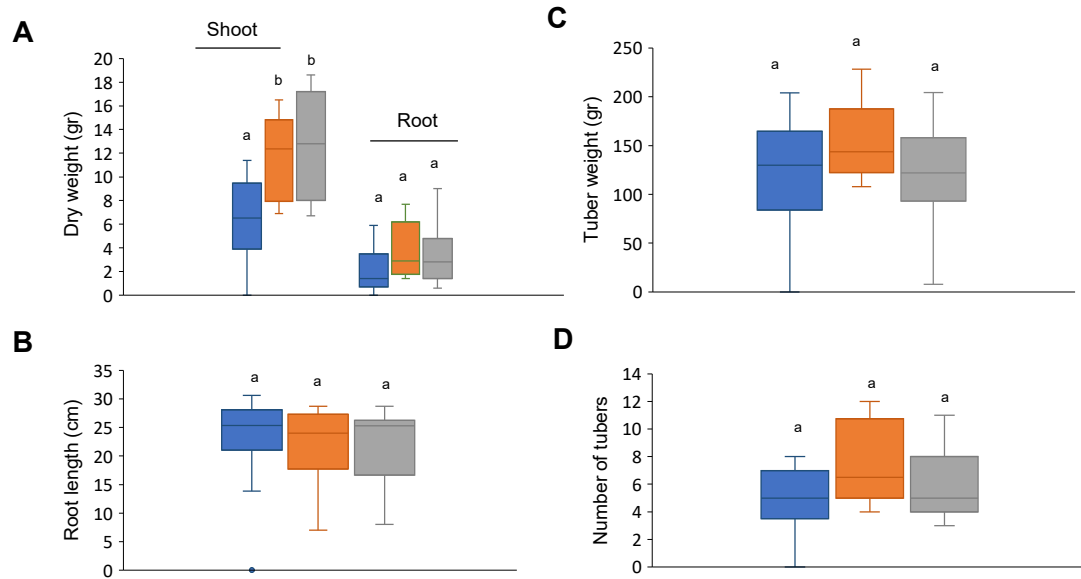 A
Shoot
Dry weight (gr)
20
18
16
14
12
10
8
6
4
2
0
a
b
b
Root
a
a
a
B
Root length (cm)
35
30
25
20
15
10
5
0
a
a
a
C
Tuber weight (gr)
250
200
150
100
50
0
a
a
a
D
Number of tubers
14
12
10
8
6
4
2
0
a
a
a